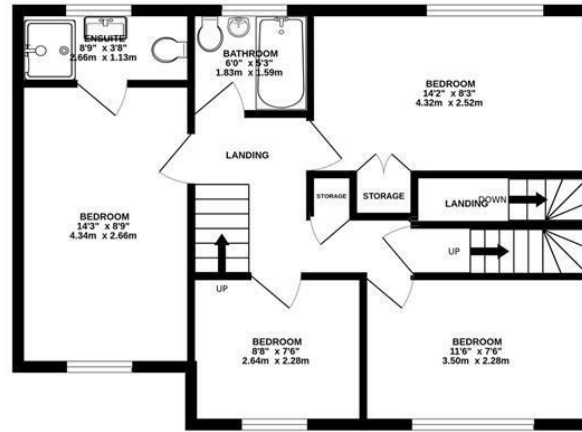 ENSUITE
8'9" x 3'8"
2.66m x 1.13m
BATHROOM
6'0" x 5'3"
1.83m x 1.59m
BEDROOM
14'2" x 8'3"
4.32m x 2.52m
LANDING
STORAGE
STORAGE
LANDING
DOWN
BEDROOM
14'3" x 8'9"
4.34m x 2.66m
UP
UP
BEDROOM
8'8" x 7'6"
2.64m x 2.28m
BEDROOM
11'6" x 7'6"
3.50m x 2.28m